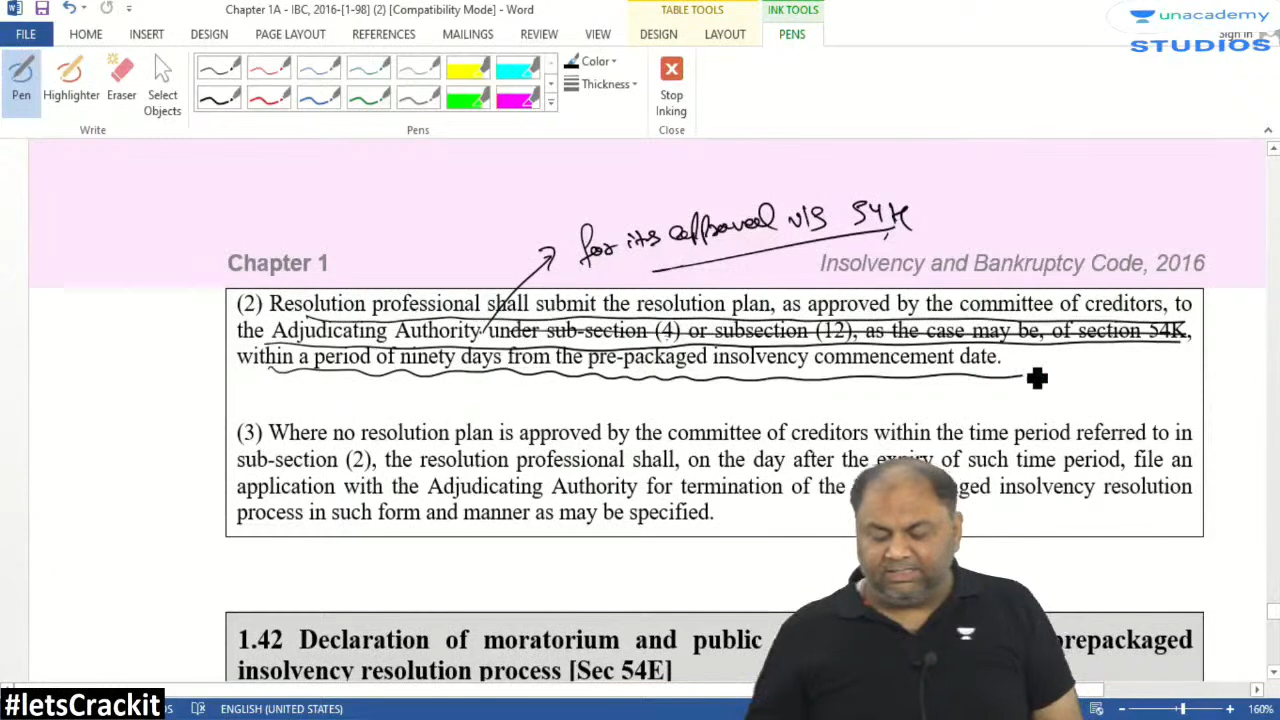 Chapter 1A - IBC, 2016-[1-98) (2) [Compatibility Mode] - Word
TABLE TOOLS
INK TOOLS
unacademy
STUDIOS
Sign in
FILE HOME INSERT DESIGN PAGE LAYOUT REFERENCES MAILINGS REVIEW VIEW DESIGN LAYOUT PENS
Pen Highlighter Eraser Select Objects
Color
Thickness
Stop Inking
Write Pens Close
for its approval u/s 54K
Chapter 1 Insolvency and Bankruptcy Code, 2016
(2) Resolution professional shall submit the resolution plan, as approved by the committee of creditors, to
the Adjudicating Authority under sub-section (4) or subsection (12), as the case may be, of section 54K,
within a period of ninety days from the pre-packaged insolvency commencement date.
(3) Where no resolution plan is approved by the committee of creditors within the time period referred to in
sub-section (2), the resolution professional shall, on the day after the expiry of such time period, file an
application with the Adjudicating Authority for termination of the aged insolvency resolution
process in such form and manner as may be specified.
1.42 Declaration of moratorium and public prepackaged
insolvency resolution process [Sec 54E]
#letsCrackit
ENGLISH (UNITED STATES) 160%